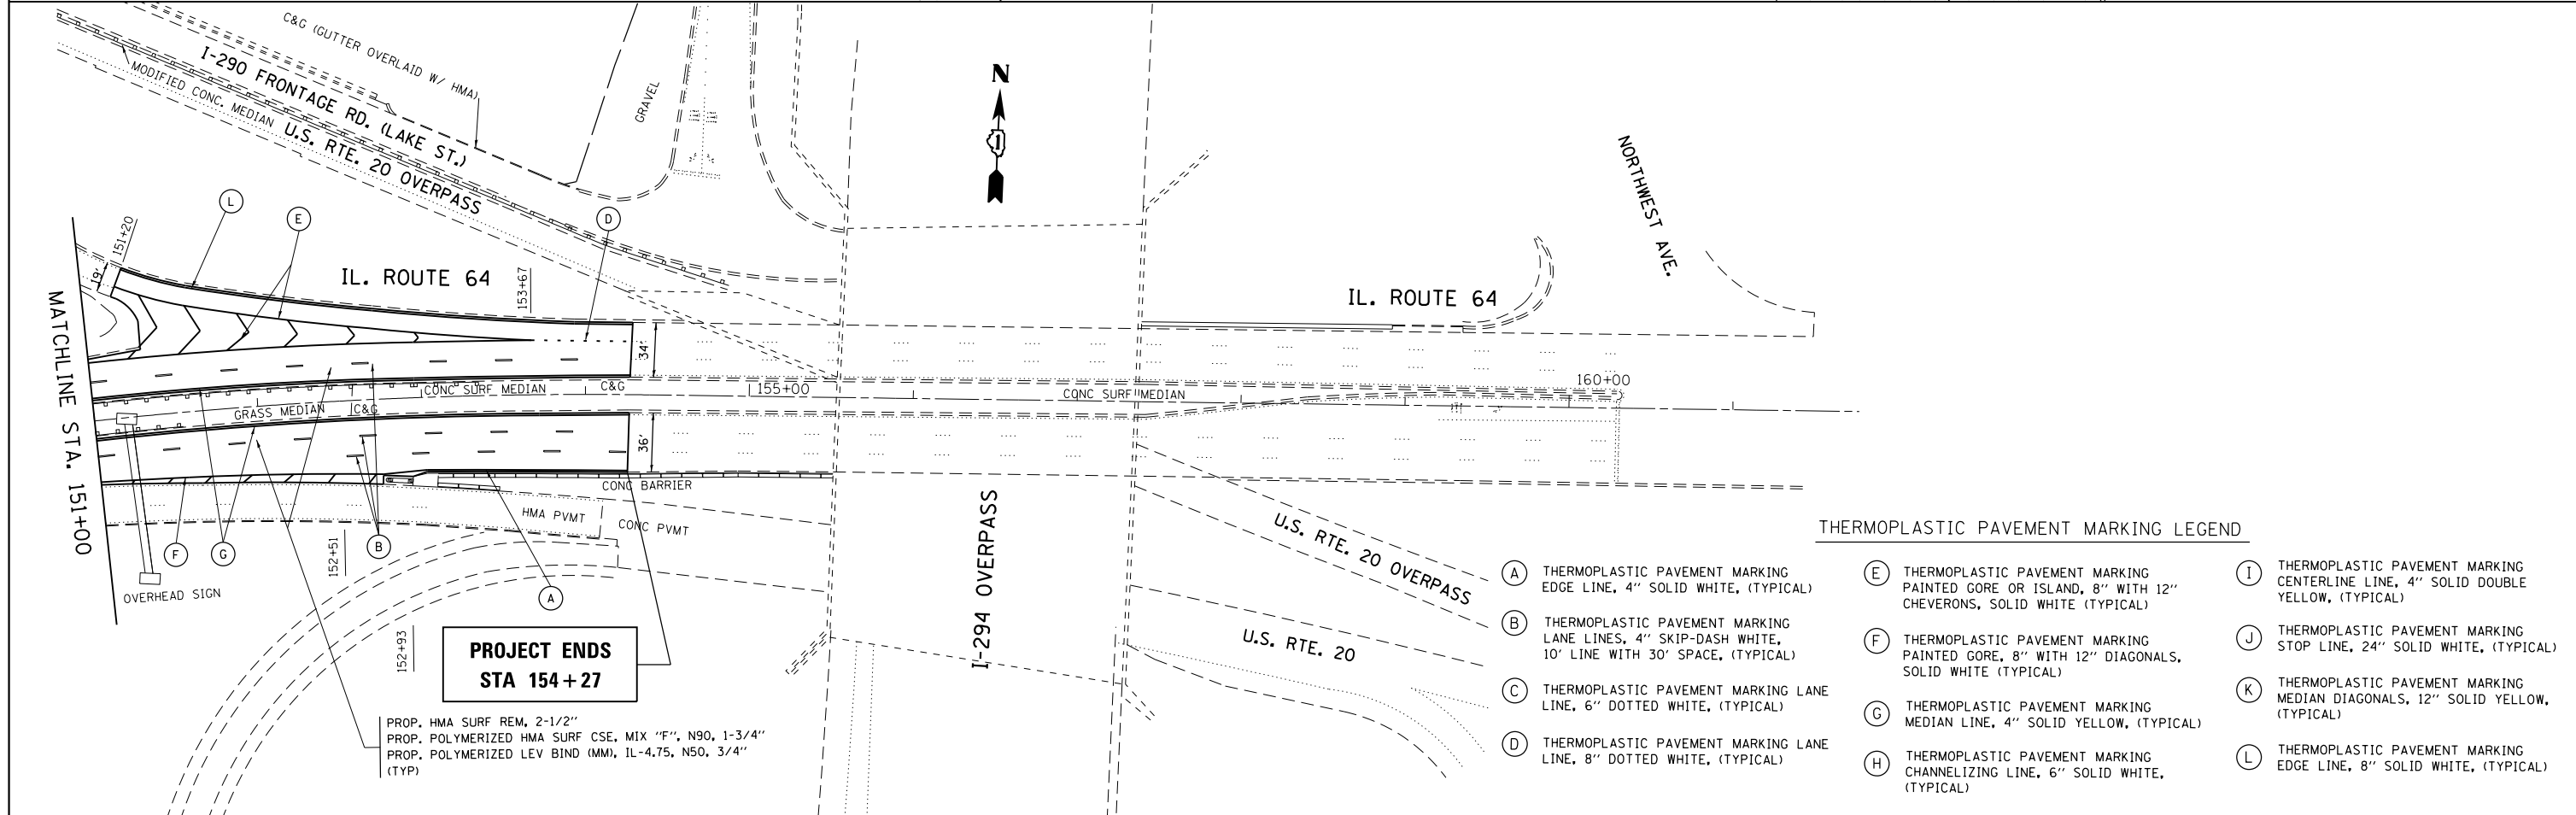 C&G (GUTTER OVERLAID W/ HMA)
I-290 FRONTAGE RD. (LAKE ST.)
MODIFIED CONC. MEDIAN
U.S. RTE. 20 OVERPASS
GRAVEL
N
1
NORTHWEST AVE.
L
E
D
151+20
19'
IL. ROUTE 64
153+67
IL. ROUTE 64
MATCHLINE STA. 151+00
34'
CONC SURF MEDIAN
C&G
155+00
CONC SURF MEDIAN
160+00
GRASS MEDIAN
C&G
36'
CONC BARRIER
HMA PVMT
CONC PVMT
F
G
B
152+51
A
OVERHEAD SIGN
152+93
I-294 OVERPASS
U.S. RTE. 20 OVERPASS
U.S. RTE. 20
PROJECT ENDS
STA 154+27
PROP. HMA SURF REM, 2-1/2"
PROP. POLYMERIZED HMA SURF CSE, MIX "F", N90, 1-3/4"
PROP. POLYMERIZED LEV BIND (MM), IL-4.75, N50, 3/4"
(TYP)
THERMOPLASTIC PAVEMENT MARKING LEGEND
A THERMOPLASTIC PAVEMENT MARKING
EDGE LINE, 4" SOLID WHITE, (TYPICAL)
B THERMOPLASTIC PAVEMENT MARKING
LANE LINES, 4" SKIP-DASH WHITE,
10' LINE WITH 30' SPACE, (TYPICAL)
C THERMOPLASTIC PAVEMENT MARKING LANE
LINE, 6" DOTTED WHITE, (TYPICAL)
D THERMOPLASTIC PAVEMENT MARKING LANE
LINE, 8" DOTTED WHITE, (TYPICAL)
E THERMOPLASTIC PAVEMENT MARKING
PAINTED GORE OR ISLAND, 8" WITH 12"
CHEVERONS, SOLID WHITE (TYPICAL)
F THERMOPLASTIC PAVEMENT MARKING
PAINTED GORE, 8" WITH 12" DIAGONALS,
SOLID WHITE (TYPICAL)
G THERMOPLASTIC PAVEMENT MARKING
MEDIAN LINE, 4" SOLID YELLOW, (TYPICAL)
H THERMOPLASTIC PAVEMENT MARKING
CHANNELIZING LINE, 6" SOLID WHITE,
(TYPICAL)
I THERMOPLASTIC PAVEMENT MARKING
CENTERLINE LINE, 4" SOLID DOUBLE
YELLOW, (TYPICAL)
J THERMOPLASTIC PAVEMENT MARKING
STOP LINE, 24" SOLID WHITE, (TYPICAL)
K THERMOPLASTIC PAVEMENT MARKING
MEDIAN DIAGONALS, 12" SOLID YELLOW,
(TYPICAL)
L THERMOPLASTIC PAVEMENT MARKING
EDGE LINE, 8" SOLID WHITE, (TYPICAL)